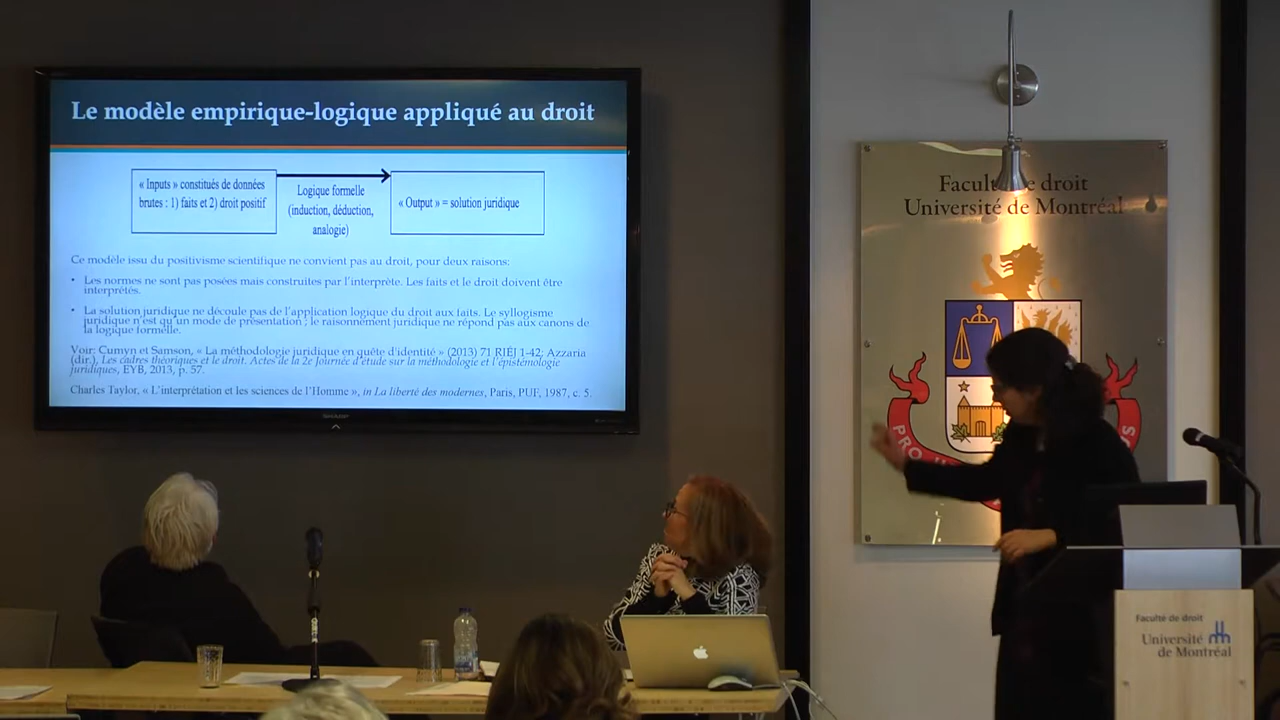 Le modèle empirique-logique appliqué au droit
« Inputs » constitués de données
brutes : 1) faits et 2) droit positif
Logique formelle
(induction, déduction,
analogie)
« Output » = solution juridique
Ce modèle issu du positivisme scientifique ne convient pas au droit, pour deux raisons:
• Les normes ne sont pas posées mais construites par l'interprète. Les faits et le droit doivent être
interprétés.
• La solution juridique ne découle pas de l'application logique du droit aux faits. Le syllogisme
juridique n'est qu'un mode de présentation ; le raisonnement juridique ne répond pas aux canons de
la logique formelle.
Voir: Cumyn et Samson, « La méthodologie juridique en quête d'identité » (2013) 71 RIÉJ 1-42; Azzaria
(dir.), Les cadres théoriques et le droit. Actes de la 2e Journée d'étude sur la méthodologie et l'épistémologie
juridiques, EYB, 2013, p. 57.
Charles Taylor, « L'interprétation et les sciences de l'Homme », in La liberté des modernes, Paris, PUF, 1987, c. 5.
Faculté de droit
Université de Montréal
PRO
Faculté de droit
Université
de Montréal